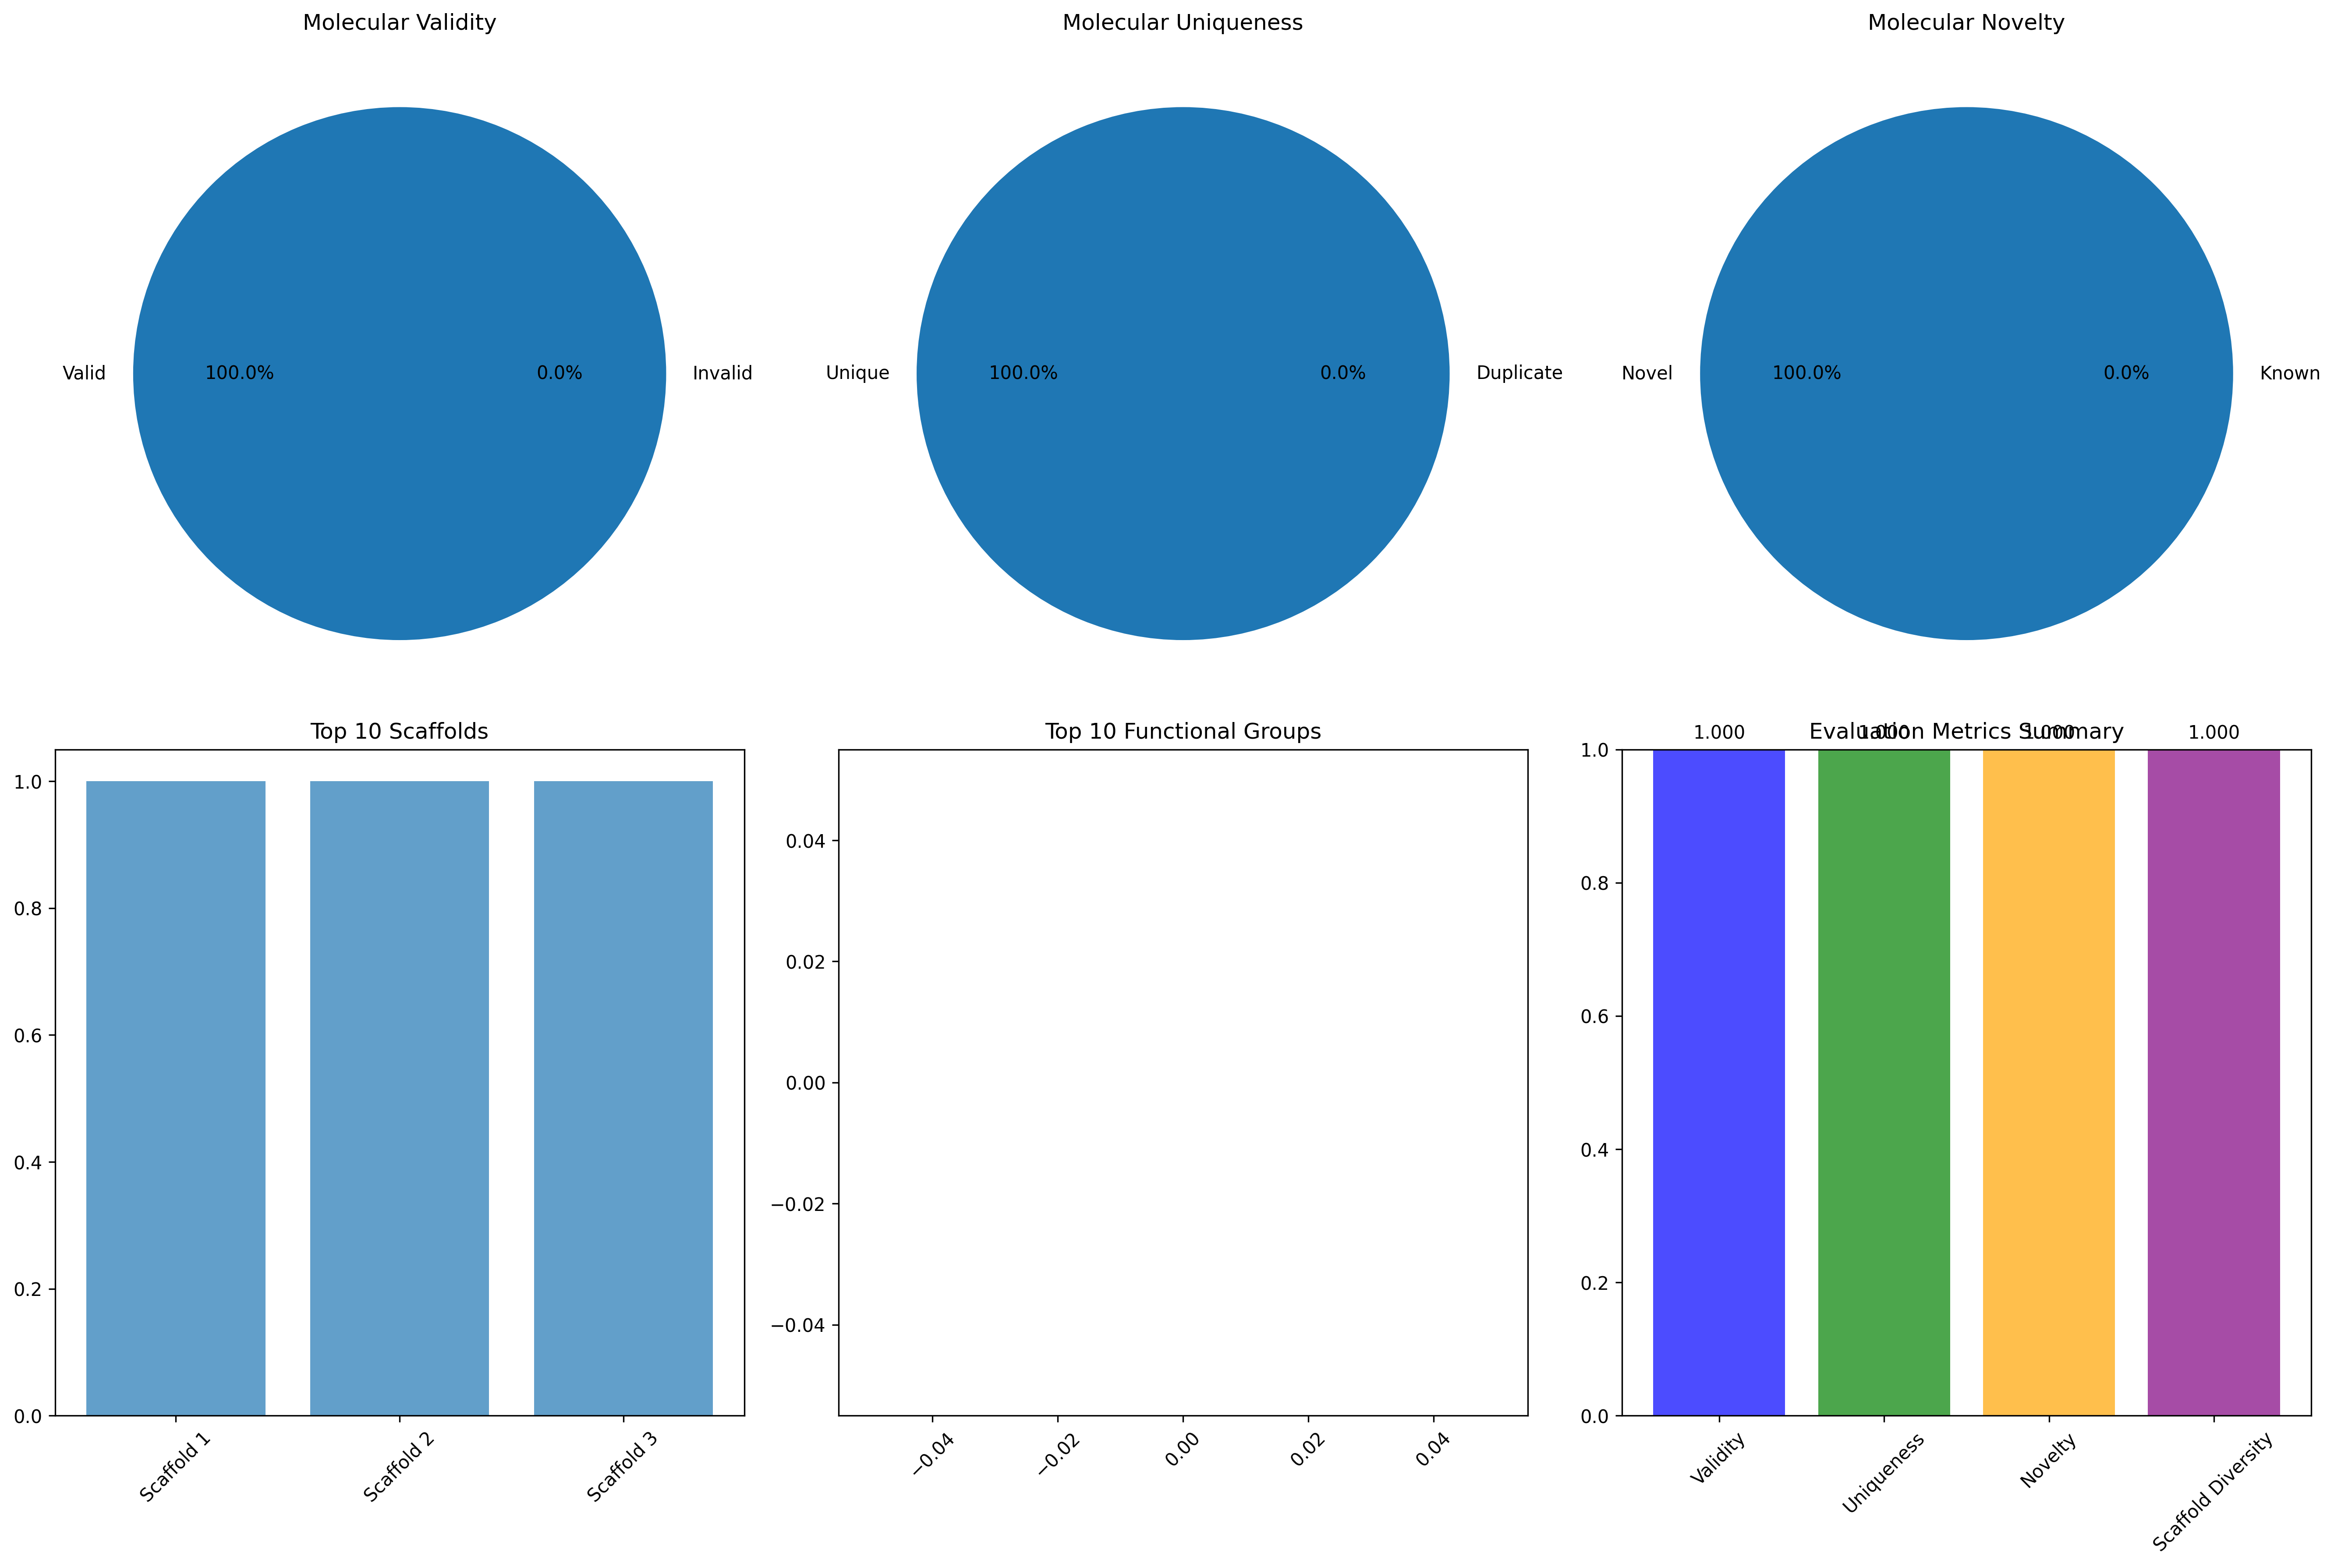 Molecular Validity
Valid
100.0%
0.0%
Invalid
Molecular Uniqueness
Unique
100.0%
0.0%
Duplicate
Molecular Novelty
Novel
100.0%
0.0%
Known
Top 10 Scaffolds
1.0
0.8
0.6
0.4
0.2
0.0
Scaffold 1
Scaffold 2
Scaffold 3
Top 10 Functional Groups
0.04
0.02
0.00
−0.02
−0.04
−0.04
−0.02
0.00
0.02
0.04
Evaluation Metrics Summary
1.000
1.000
1.000
1.000
1.0
0.8
0.6
0.4
0.2
0.0
Validity
Uniqueness
Novelty
Scaffold Diversity